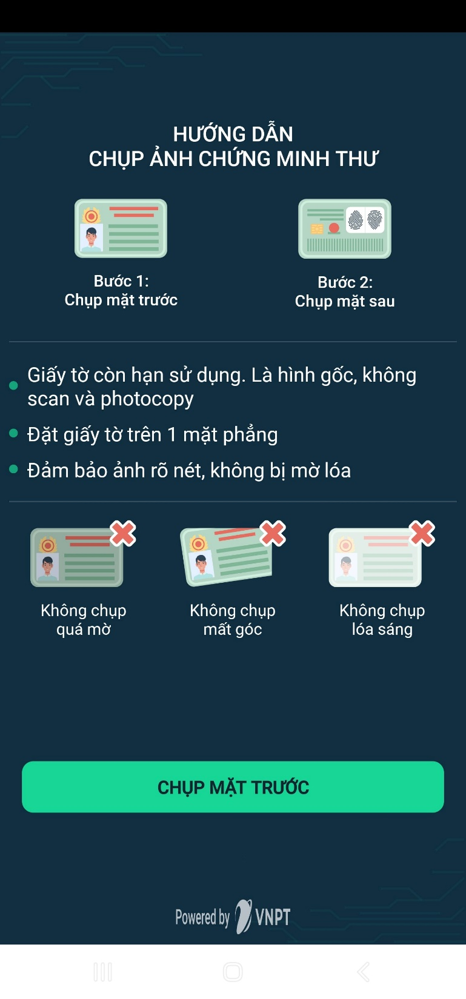 HƯỚNG DẪN
CHỤP ẢNH CHỨNG MINH THƯ
Bước 1:
Chụp mặt trước
Bước 2:
Chụp mặt sau
Giấy tờ còn hạn sử dụng. Là hình gốc, không
scan và photocopy
Đặt giấy tờ trên 1 mặt phẳng
Đảm bảo ảnh rõ nét, không bị mờ lóa
Không chụp
quá mờ
Không chụp
mất góc
Không chụp
lóa sáng
CHỤP MẶT TRƯỚC
Powered by VNPT